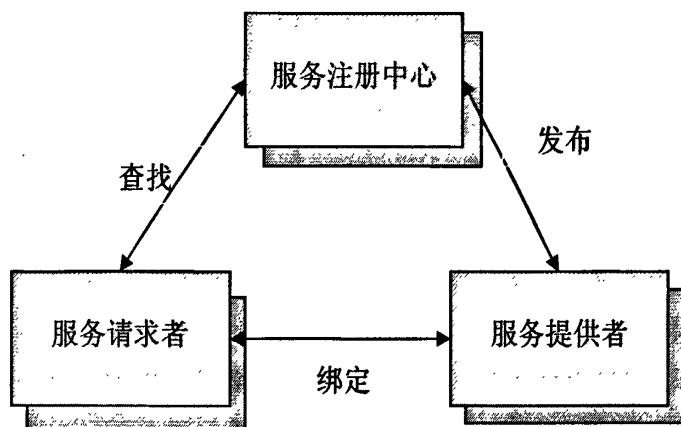 服务注册中心
发布
查找
服务请求者
服务提供者
绑定